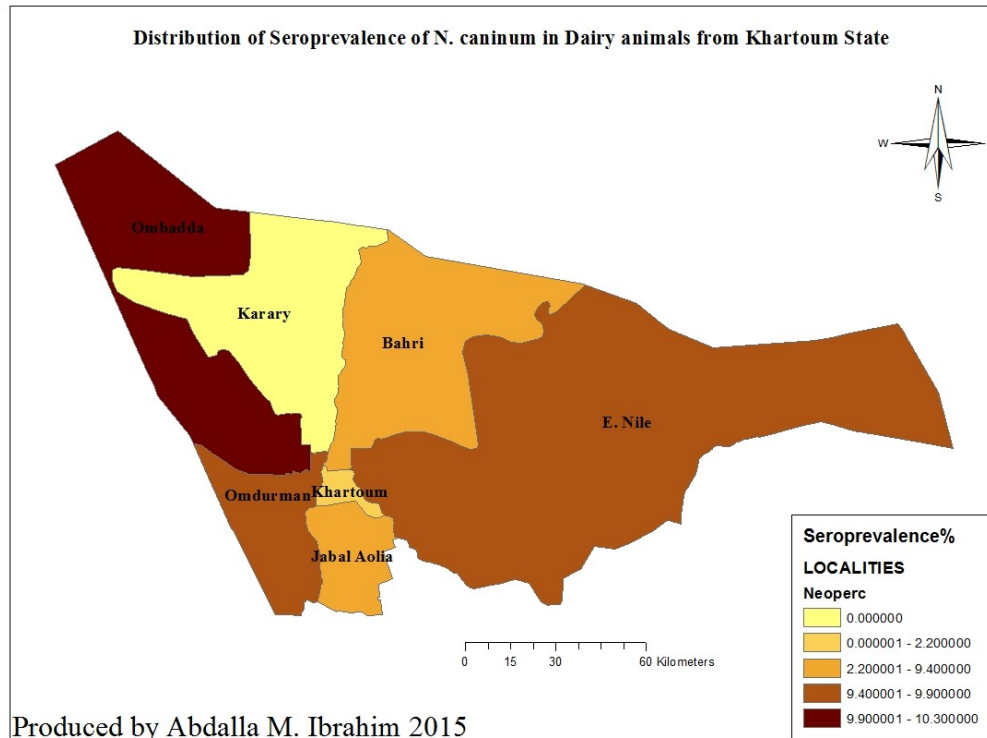 Distribution of Seroprevalence of N. caninum in Dairy animals from Khartoum State
N
W
S
Ombadda
Karary
Bahri
E. Nile
Omdurman
Khartoum
Jabal Aolia
Seroprevalence%
LOCALITIES
Neoperc
0.000000
0.000001 - 2.200000
2.200001 - 9.400000
9.400001 - 9.900000
9.900001 - 10.300000
0 15 30 60 Kilometers
Produced by Abdalla M. Ibrahim 2015